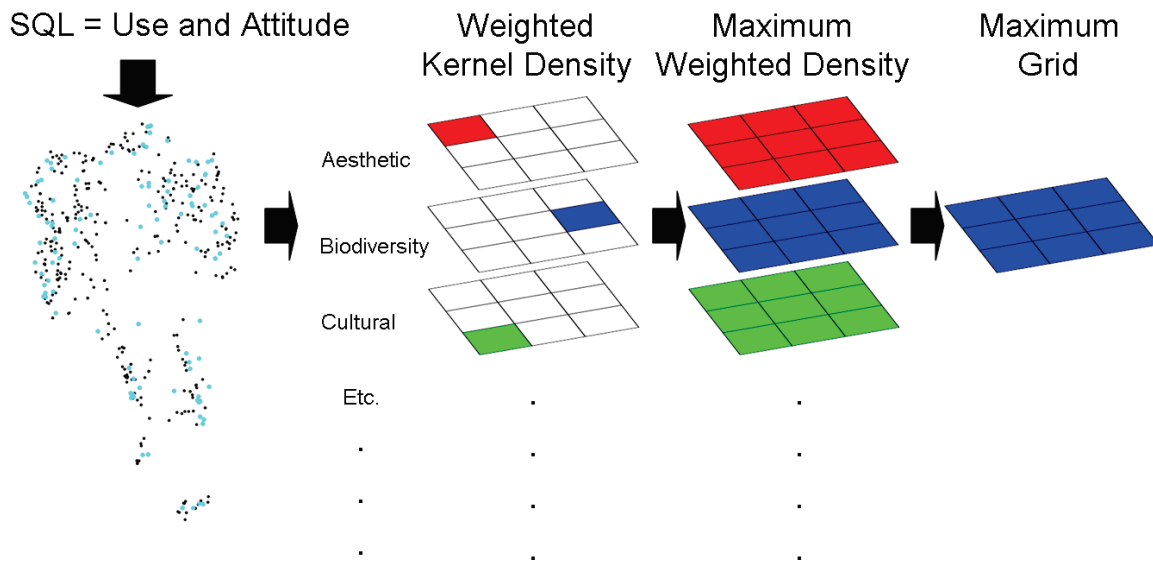 SQL = Use and Attitude
Weighted
Kernel Density
Maximum
Weighted Density
Maximum
Grid
Aesthetic
Biodiversity
Cultural
Etc.